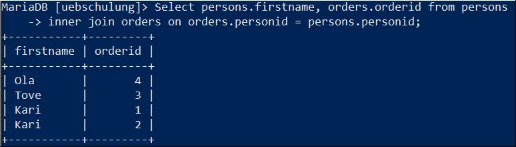 MariaDB [uebschulung]> Select persons.firstname, orders.orderid from persons
    -> inner join orders on orders.personid = persons.personid;
+-----------+---------+
| firstname | orderid |
+-----------+---------+
| Ola       |       4 |
| Tove      |       3 |
| Kari      |       1 |
| Kari      |       2 |
+-----------+---------+